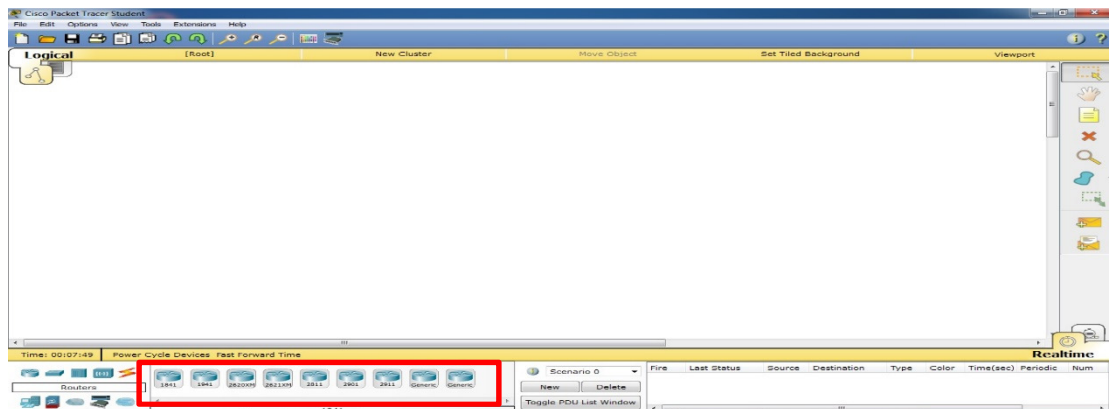 Cisco Packet Tracer Student
File Edit Options View Tools Extensions Help
Logical [Root] New Cluster Move Object Set Tiled Background Viewport
Time: 00:07:49 Power Cycle Devices Fast Forward Time Realtime
Routers
1841 1941 2620XM 2621XM 2811 2901 2911 Generic Generic
Scenario 0
New Delete
Toggle PDU List Window
Fire Last Status Source Destination Type Color Time(sec) Periodic Num